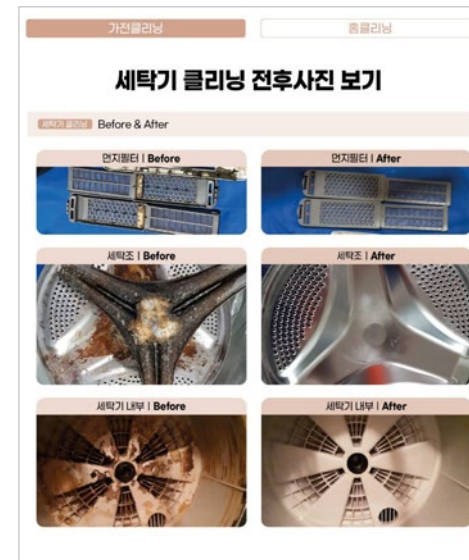 가전클리닝
홈클리닝
세탁기 클리닝 전후사진 보기
세탁기 클리닝 Before & After
먼지필터 | Before
먼지필터 | After
세탁조 | Before
세탁조 | After
세탁기 내부 | Before
세탁기 내부 | After